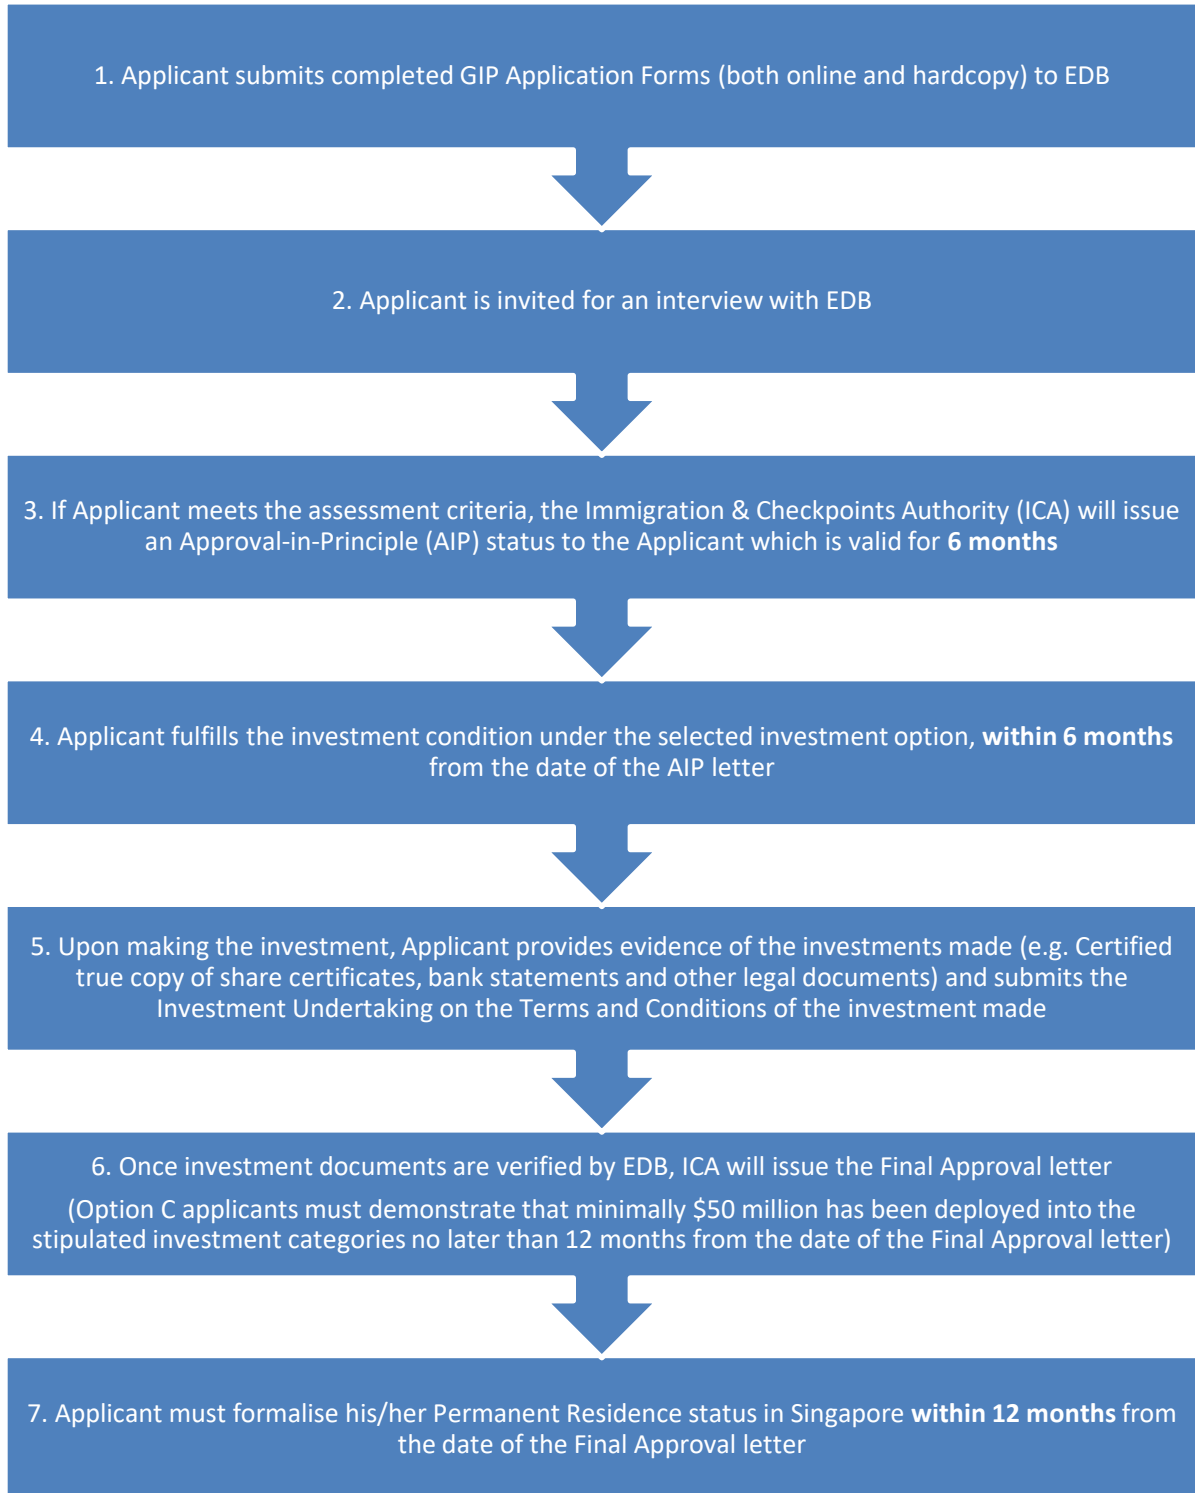 1. Applicant submits completed GIP Application Forms (both online and hardcopy) to EDB
2. Applicant is invited for an interview with EDB
3. If Applicant meets the assessment criteria, the Immigration & Checkpoints Authority (ICA) will issue
an Approval-in-Principle (AIP) status to the Applicant which is valid for 6 months
4. Applicant fulfills the investment condition under the selected investment option, within 6 months
from the date of the AIP letter
5. Upon making the investment, Applicant provides evidence of the investments made (e.g. Certified
true copy of share certificates, bank statements and other legal documents) and submits the
Investment Undertaking on the Terms and Conditions of the investment made
6. Once investment documents are verified by EDB, ICA will issue the Final Approval letter
(Option C applicants must demonstrate that minimally $50 million has been deployed into the
stipulated investment categories no later than 12 months from the date of the Final Approval letter)
7. Applicant must formalise his/her Permanent Residence status in Singapore within 12 months from
the date of the Final Approval letter